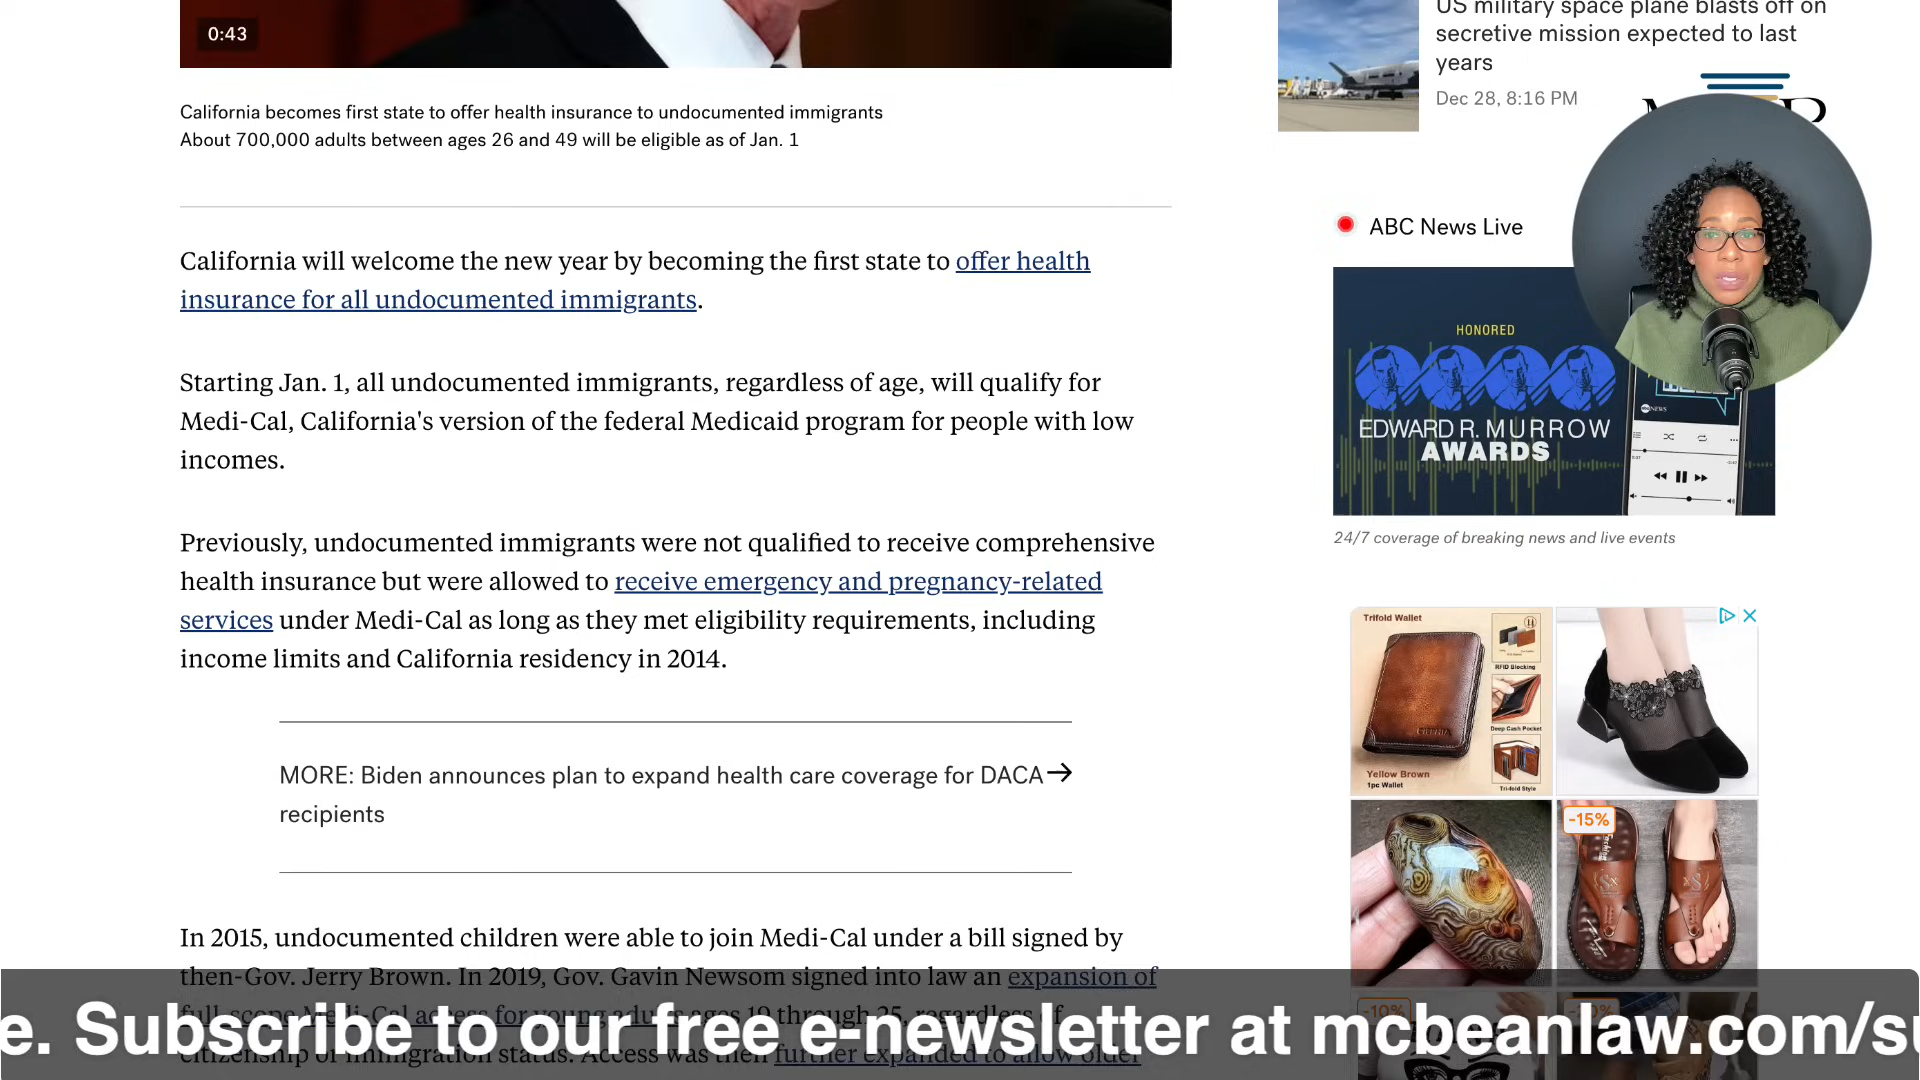 0:43
California becomes first state to offer health insurance to undocumented immigrants
About 700,000 adults between ages 26 and 49 will be eligible as of Jan. 1
California will welcome the new year by becoming the first state to offer health
insurance for all undocumented immigrants.
Starting Jan. 1, all undocumented immigrants, regardless of age, will qualify for
Medi-Cal, California's version of the federal Medicaid program for people with low
incomes.
Previously, undocumented immigrants were not qualified to receive comprehensive
health insurance but were allowed to receive emergency and pregnancy-related
services under Medi-Cal as long as they met eligibility requirements, including
income limits and California residency in 2014.
MORE: Biden announces plan to expand health care coverage for DACA
recipients
In 2015, undocumented children were able to join Medi-Cal under a bill signed by
then-Gov. Jerry Brown. In 2019, Gov. Gavin Newsom signed into law an expansion of
full-scope Medi-Cal access for young adults ages 19 through 25, regardless of
citizenship or immigration status. Access was then further expanded to allow older
US military space plane blasts off on
secretive mission expected to last
years
Dec 28, 8:16 PM
ABC News Live
HONORED
EDWARD R. MURROW
AWARDS
NEWS
24/7 coverage of breaking news and live events
Trifold Wallet
RFID Blocking
Deep Cash Pocket
Yellow Brown
1pc Wallet
Tri-fold Style
-15%
-10%
e. Subscribe to our free e-newsletter at mcbeanlaw.com/su